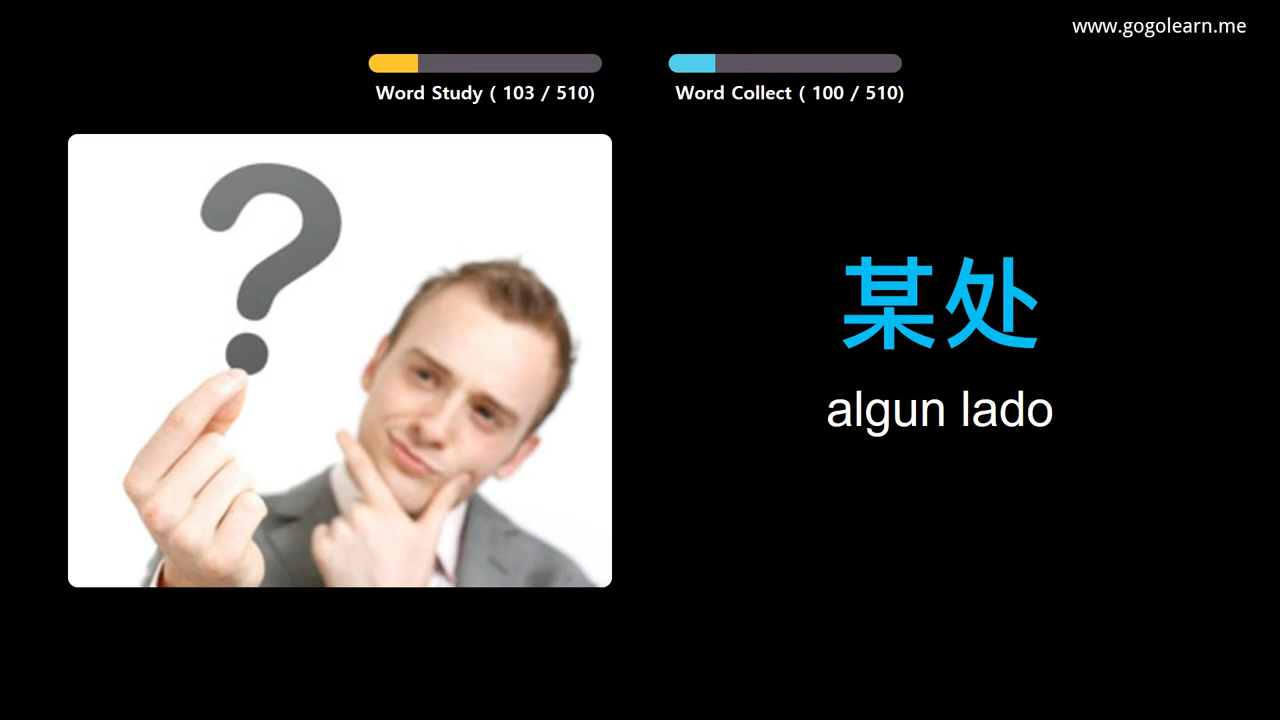 www.gogolearn.me
Word Study ( 103 / 510)
Word Collect ( 100 / 510)
某处
algun lado